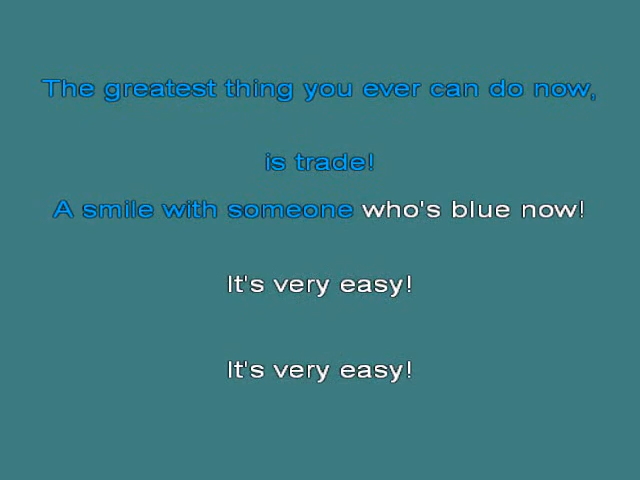 The greatest thing you ever can do now,
is trade!
A smile with someone who's blue now!
It's very easy!
It's very easy!